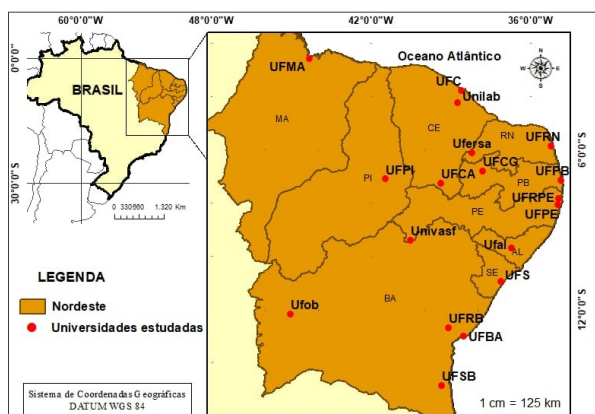 60°0'0"W
48°0'0"W
42°0'0"W
36°0'0"W
0°0'0"
30°0'0"S
BRASIL
0 330660 1.320 Km
LEGENDA
Nordeste
Universidades estudadas
Sistema de Coordenadas Geográficas
DATUM WGS 84
Oceano Atlântico
N
W E
S
UFMA
UFC
Unilab
MA
CE
RN
UFRN
6°0'0"S
Ufersa
UFCG
UFPI
UFCA
PB
UFPB
PI
UFRPE
PE
UFPE
Univasf
Ufal
AL
SE
UFS
BA
Ufob
12°0'0"S
UFRB
UFBA
UFSB
1 cm = 125 km